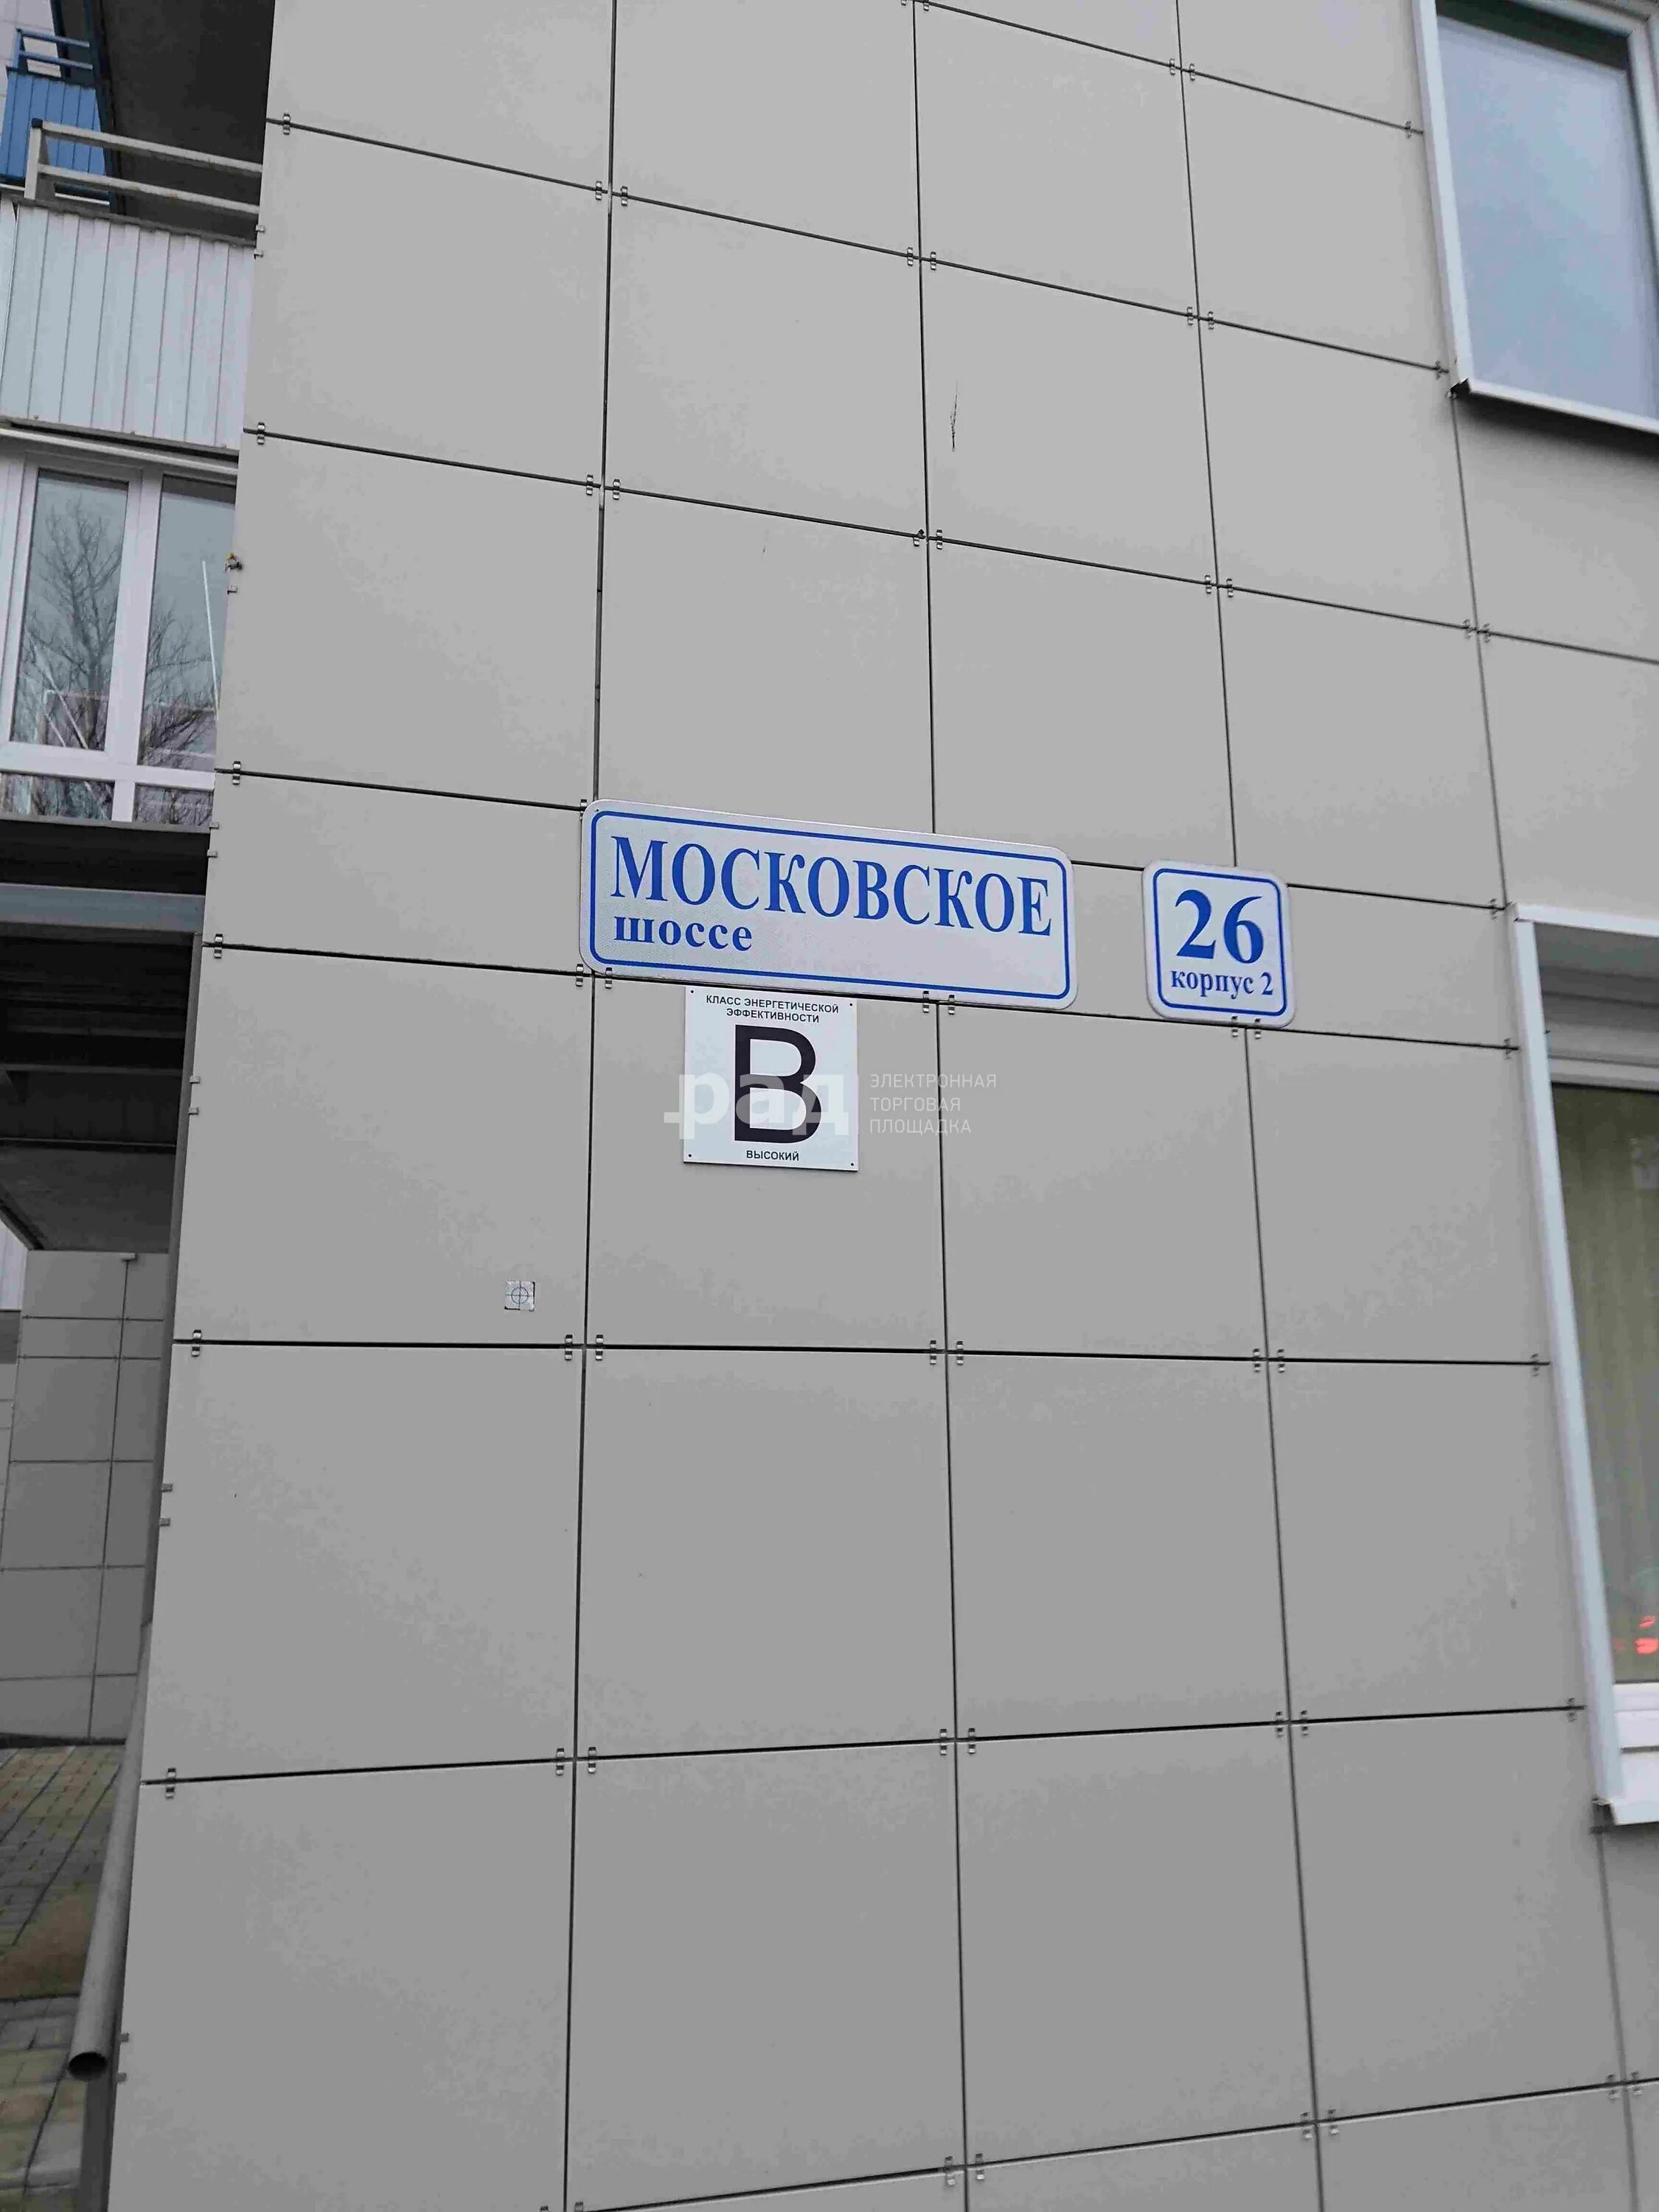 МОСКОВСКОЕ
шоссе
26
корпус 2
КЛАСС ЭНЕРГЕТИЧЕСКОЙ
ЭФФЕКТИВНОСТИ
B
ВЫСОКИЙ
.рад
ЭЛЕКТРОННАЯ
ТОРГОВАЯ
ПЛОЩАДКА